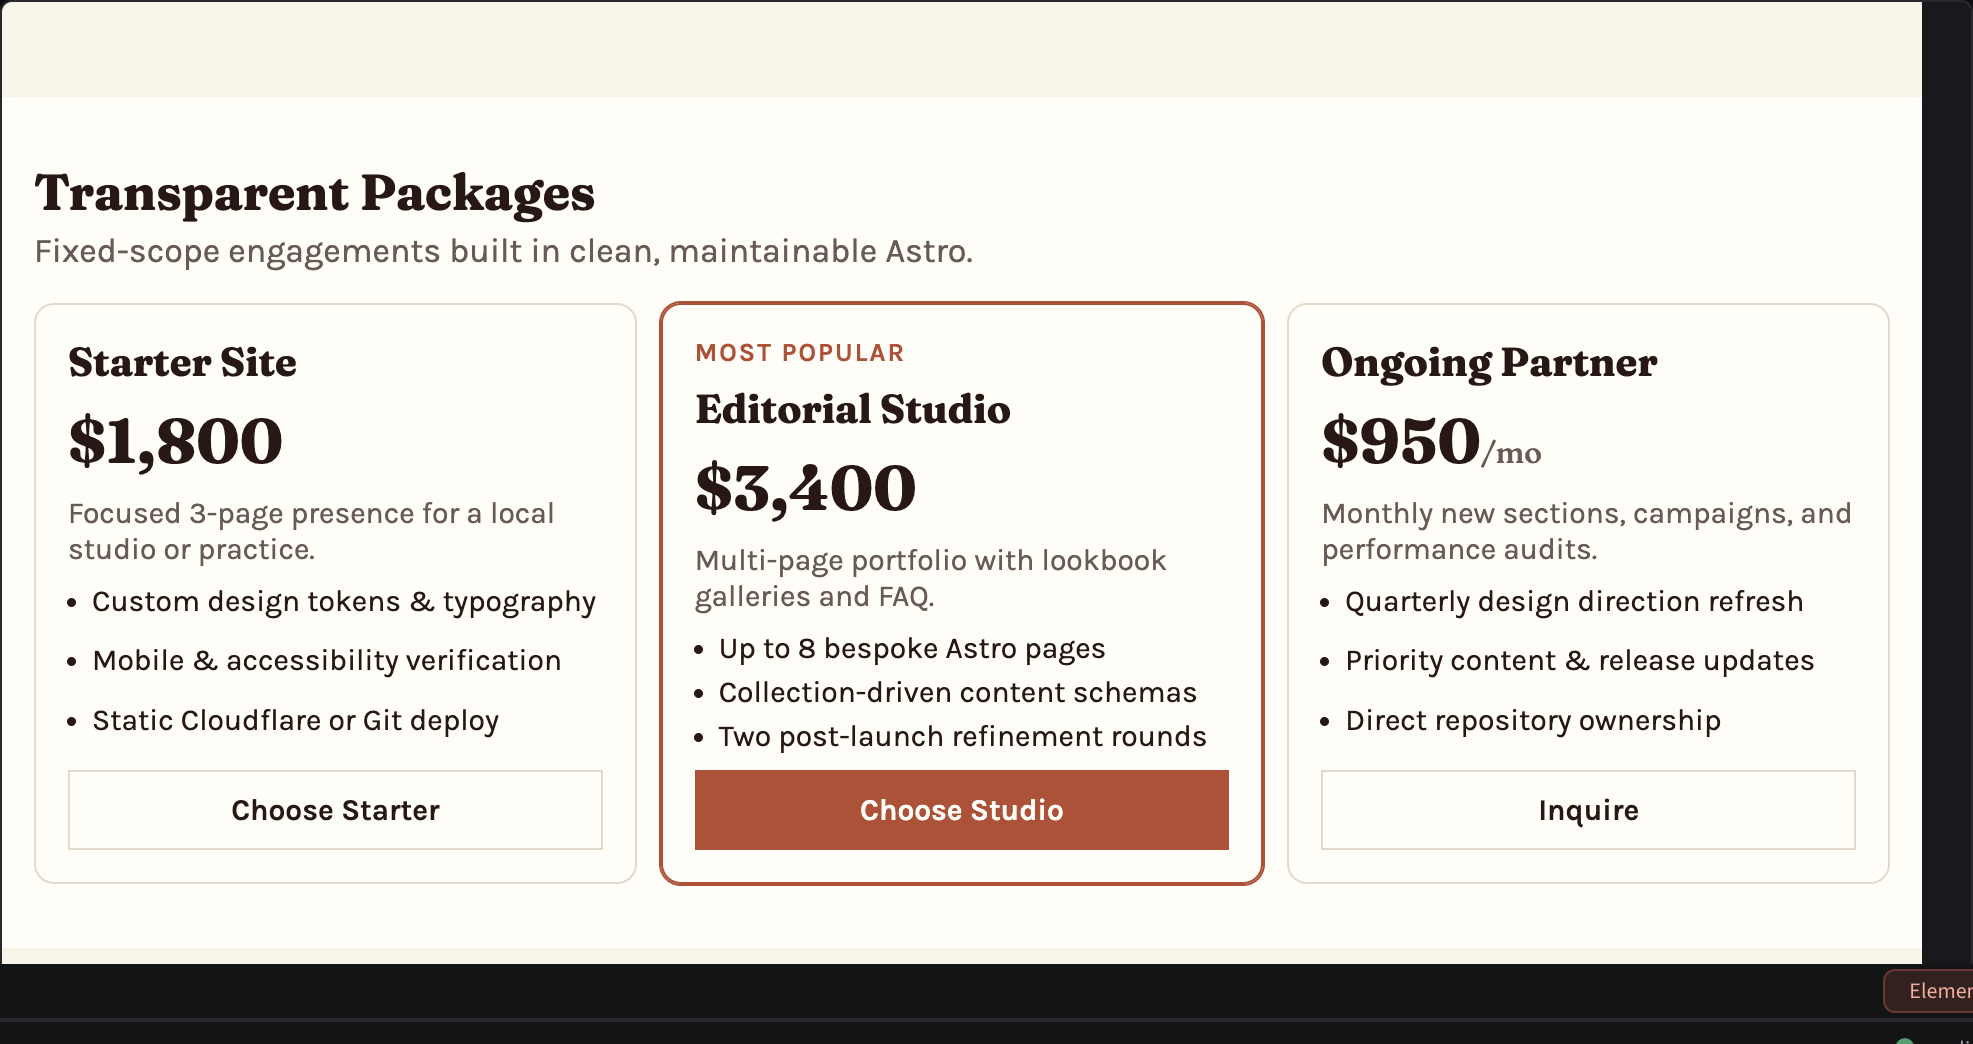 Transparent Packages
Fixed-scope engagements built in clean, maintainable Astro.
Starter Site
$1,800
Focused 3-page presence for a local
studio or practice.
• Custom design tokens & typography
• Mobile & accessibility verification
• Static Cloudflare or Git deploy
Choose Starter
MOST POPULAR
Editorial Studio
$3,400
Multi-page portfolio with lookbook
galleries and FAQ.
• Up to 8 bespoke Astro pages
• Collection-driven content schemas
• Two post-launch refinement rounds
Choose Studio
Ongoing Partner
$950/mo
Monthly new sections, campaigns, and
performance audits.
• Quarterly design direction refresh
• Priority content & release updates
• Direct repository ownership
Inquire